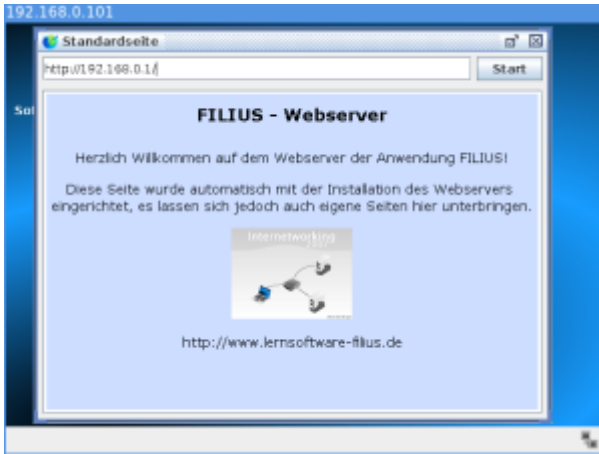 192.168.0.101
Standardseite
http://192.168.0.1/
Start
FILIUS - Webserver
Herzlich Willkommen auf dem Webserver der Anwendung FILIUS!
Diese Seite wurde automatisch mit der Installation des Webservers
eingerichtet, es lassen sich jedoch auch eigene Seiten hier unterbringen.
Internetworking
http://www.lernsoftware-filius.de